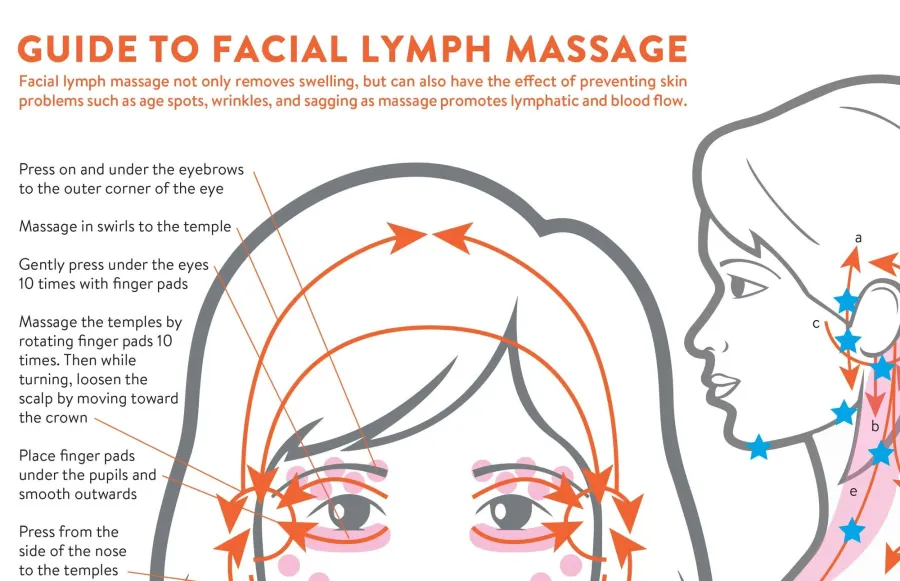 GUIDE TO FACIAL LYMPH MASSAGE
Facial lymph massage not only removes swelling, but can also have the effect of preventing skin
problems such as age spots, wrinkles, and sagging as massage promotes lymphatic and blood flow.
Press on and under the eyebrows
to the outer corner of the eye
Massage in swirls to the temple
Gently press under the eyes
10 times with finger pads
Massage the temples by
rotating finger pads 10
times. Then while
turning, loosen the
scalp by moving toward
the crown
Place finger pads
under the pupils and
smooth outwards
Press from the
side of the nose
to the temples
a
c
b
e